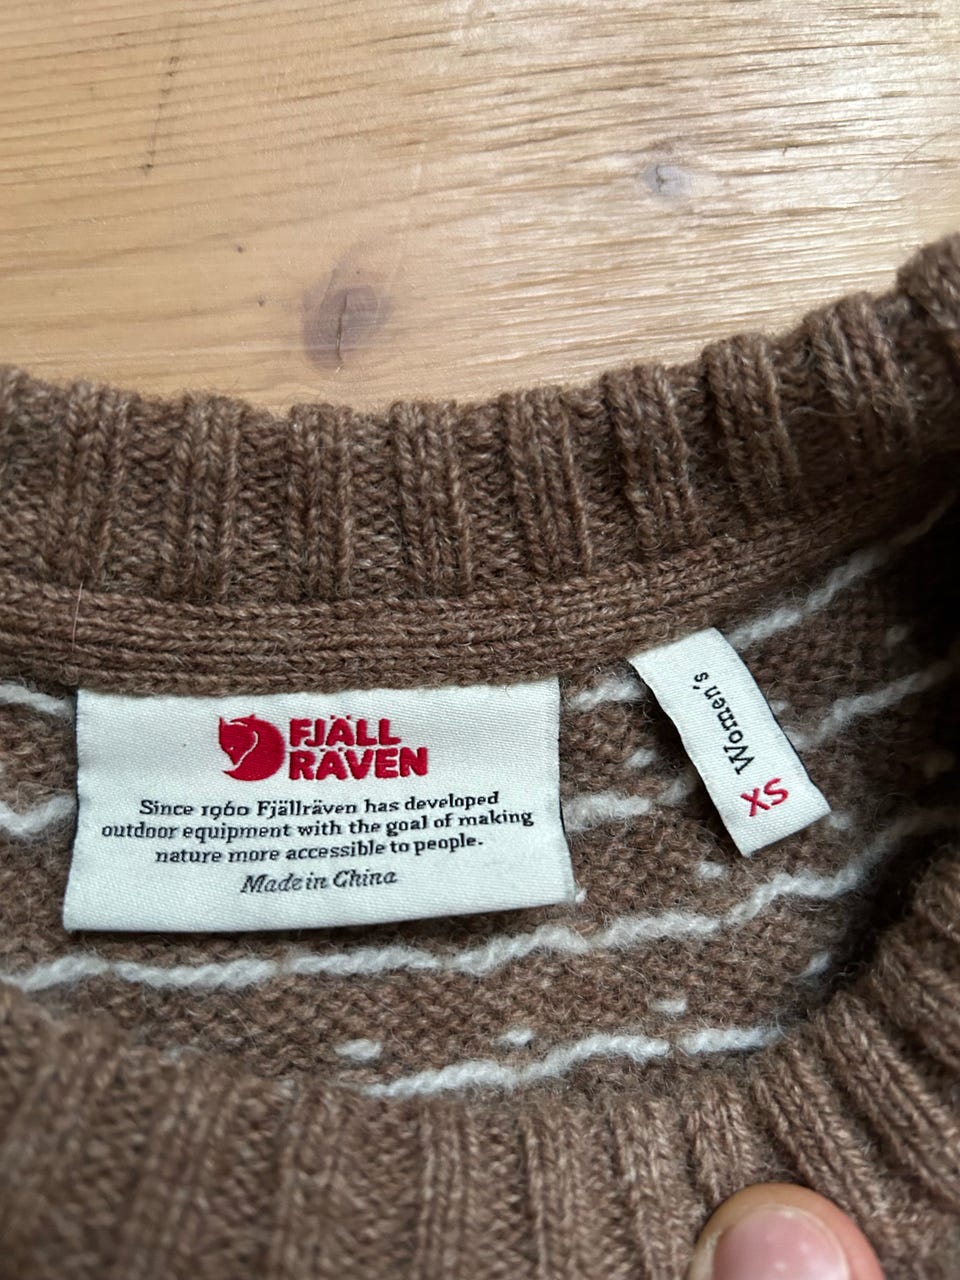 FJÄLL
RÄVEN
Since 1960 Fjällräven has developed
outdoor equipment with the goal of making
nature more accessible to people.
Made in China
Women's
XS